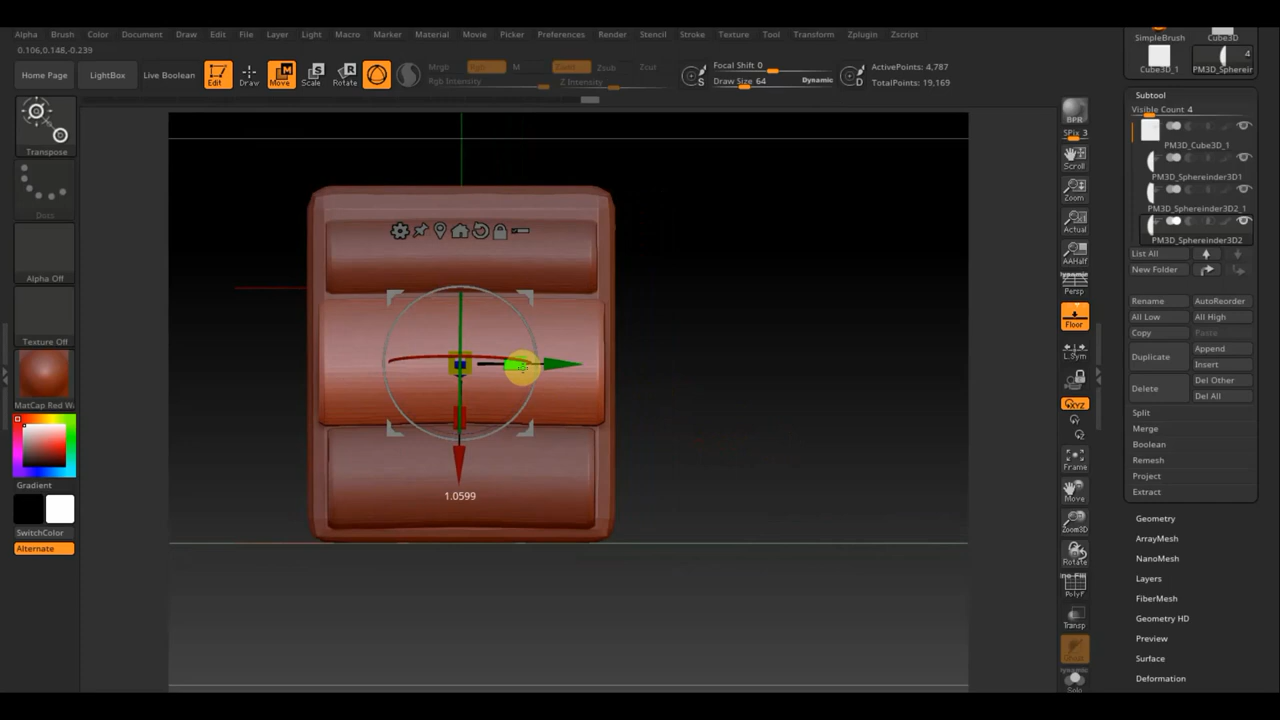 SimpleBrush Cube3D
Alpha Brush Color Document Draw Edit File Layer Light Macro Marker Material Movie Picker Preferences Render Stencil Stroke Texture Tool Transform Zplugin Zscript
0.106,0.148,-0.239
Home Page LightBox Live Boolean Edit Draw Move Scale Rotate
Mrgb Rgb M Zadd Zsub Zcut
Rgb Intensity Z Intensity
Focal Shift 0
Draw Size 64 Dynamic
S D
ActivePoints: 4,787
TotalPoints: 19,169
Cube3D_1 4
Transpose
Dots
Alpha Off
Texture Off
Gradient
SwitchColor
Alternate
1.0599
BPR
SPix 3
Scroll
Zoom
Actual
AAHalf
dynamic
Persp
Floor
L.Sym
Frame
Move
Zoom3D
Rotate
PolyF
Transp
dynamic
Solo
Subtool
Visible Count 4
PM3D_Cube3D_1
PM3D_Sphereinder3D1
PM3D_Sphereinder3D2_1
PM3D_Sphereinder3D2
List All
New Folder
Rename AutoReorder
All Low All High
Copy Paste
Duplicate Append
Insert
Delete Del Other
Del All
Split
Merge
Boolean
Remesh
Project
Extract
Geometry
ArrayMesh
NanoMesh
Layers
FiberMesh
Geometry HD
Preview
Surface
Deformation